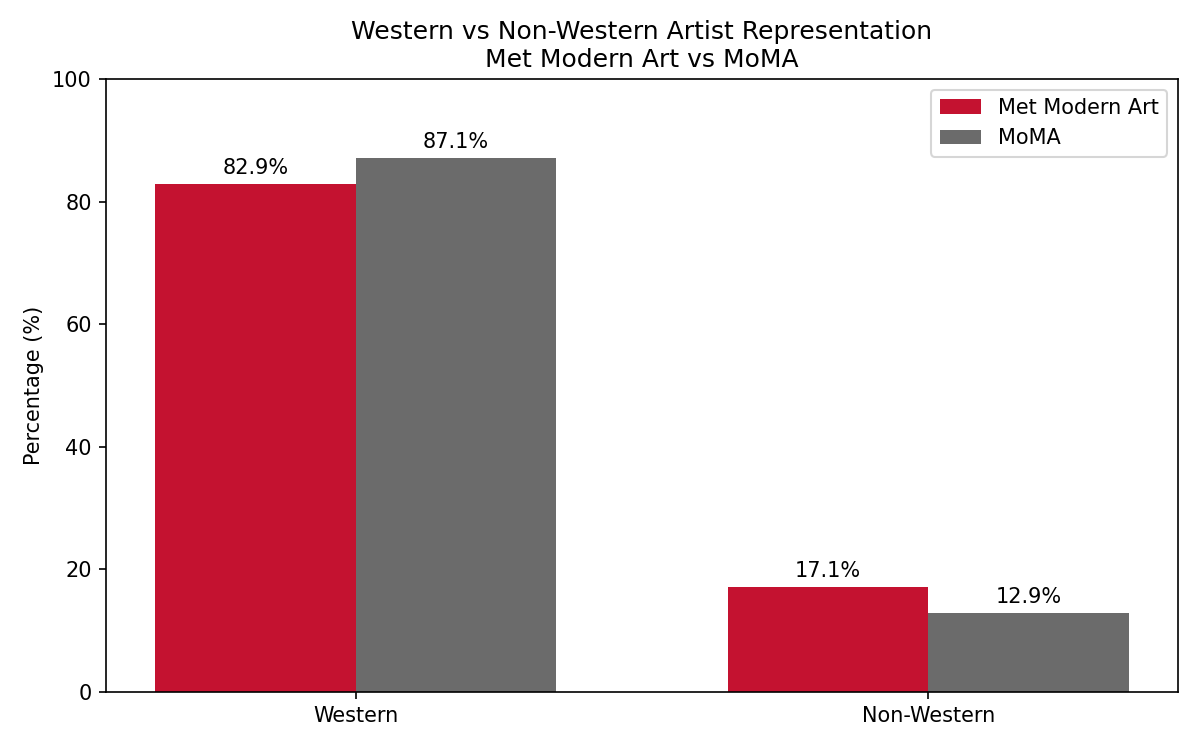 Western vs Non-Western Artist Representation
Met Modern Art vs MoMA
Met Modern Art
MoMA
Percentage (%)
100
80
60
40
20
0
82.9%
87.1%
17.1%
12.9%
Western
Non-Western